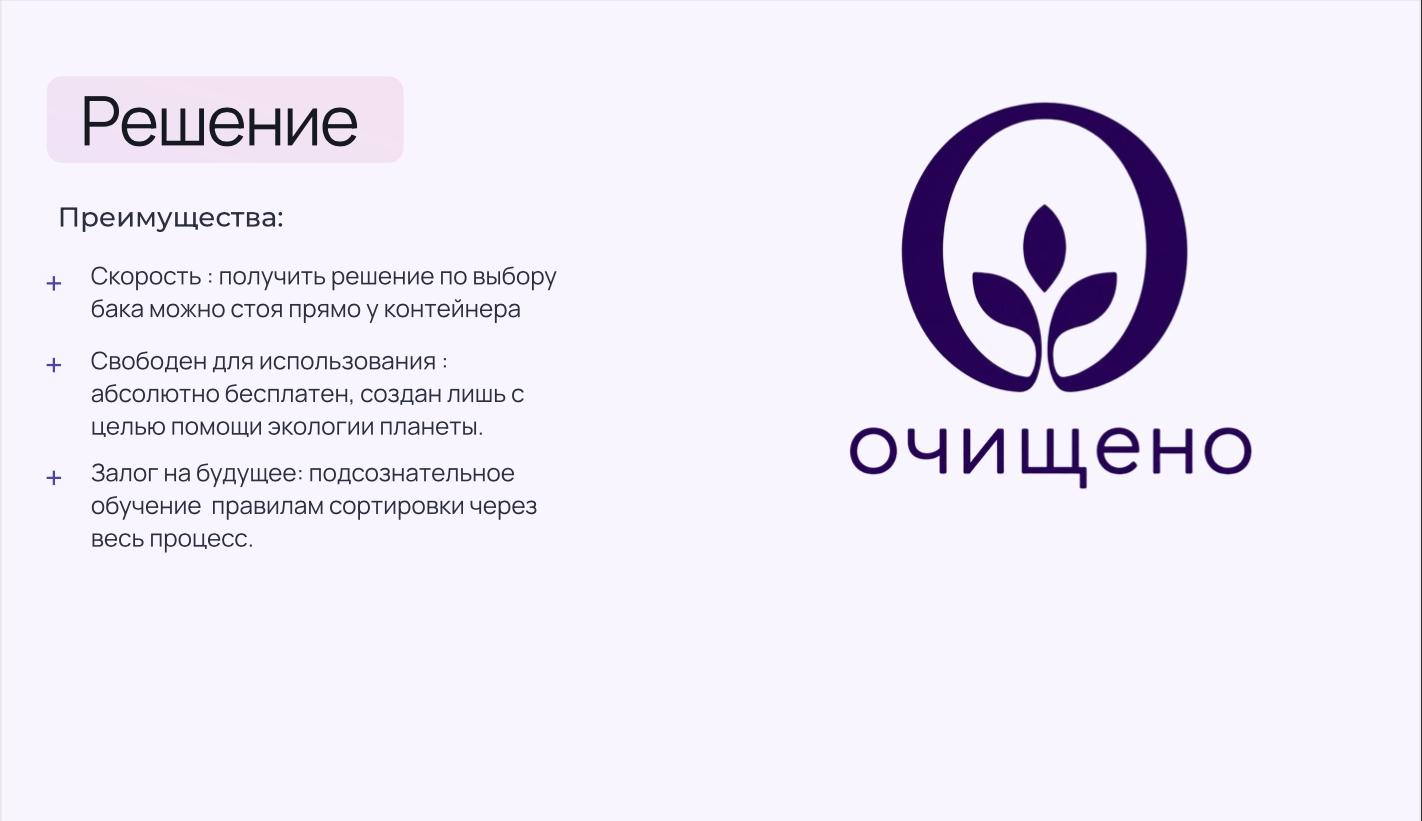 Решение
Преимущества:
+ Скорость : получить решение по выбору
бака можно стоя прямо у контейнера
+ Свободен для использования :
абсолютно бесплатен, создан лишь с
целью помощи экологии планеты.
+ Залог на будущее: подсознательное
обучение  правилам сортировки через
весь процесс.
очищено